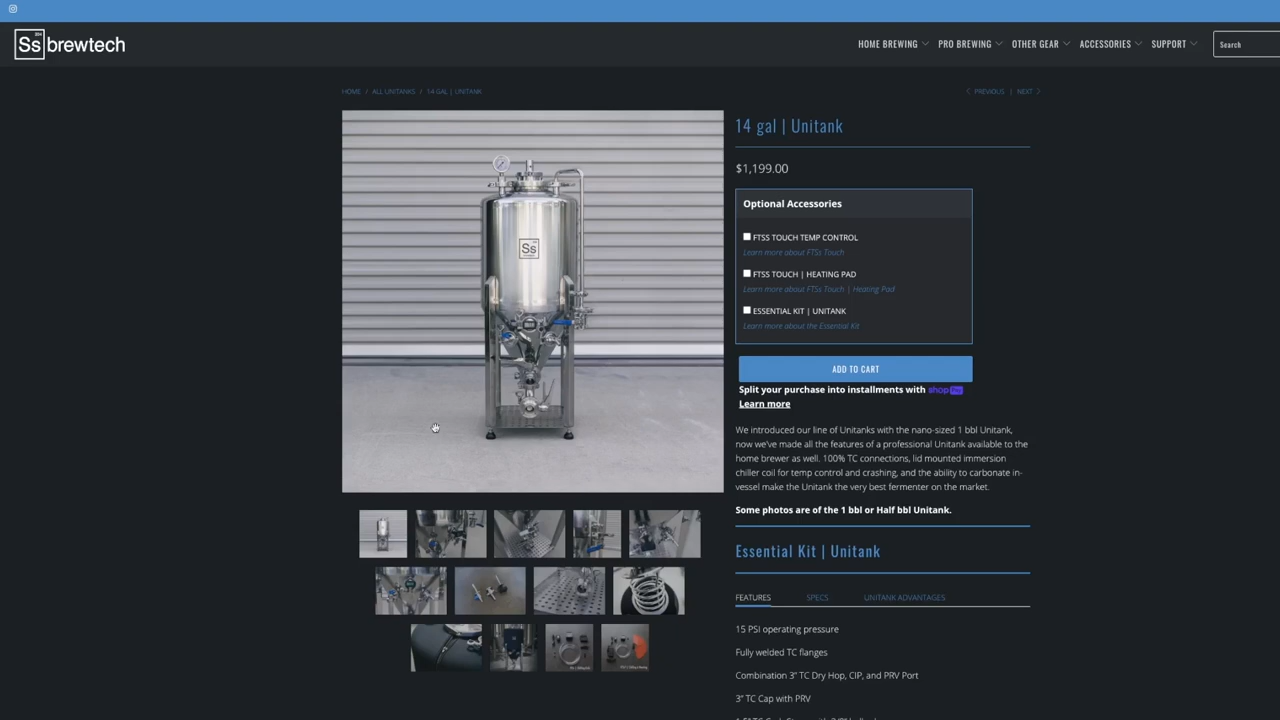 Ss brewtech
HOME BREWING
PRO BREWING
OTHER GEAR
ACCESSORIES
SUPPORT
Search
HOME / ALL UNITANKS / 14 GAL | UNITANK
PREVIOUS | NEXT
14 gal | Unitank
$1,199.00
Optional Accessories
FTSS TOUCH TEMP CONTROL
Learn more about FTSs Touch
FTSS TOUCH | HEATING PAD
Learn more about FTSs Touch | Heating Pad
ESSENTIAL KIT | UNITANK
Learn more about the Essential Kit
ADD TO CART
Split your purchase into installments with shop Pay
Learn more
We introduced our line of Unitanks with the nano-sized 1 bbl Unitank,
now we've made all the features of a professional Unitank available to the
home brewer as well. 100% TC connections, lid mounted immersion
chiller coil for temp control and crashing, and the ability to carbonate in-
vessel make the Unitank the very best fermenter on the market.
Some photos are of the 1 bbl or Half bbl Unitank.
Essential Kit | Unitank
FEATURES
SPECS
UNITANK ADVANTAGES
15 PSI operating pressure
Fully welded TC flanges
Combination 3" TC Dry Hop, CIP, and PRV Port
3" TC Cap with PRV
Ss